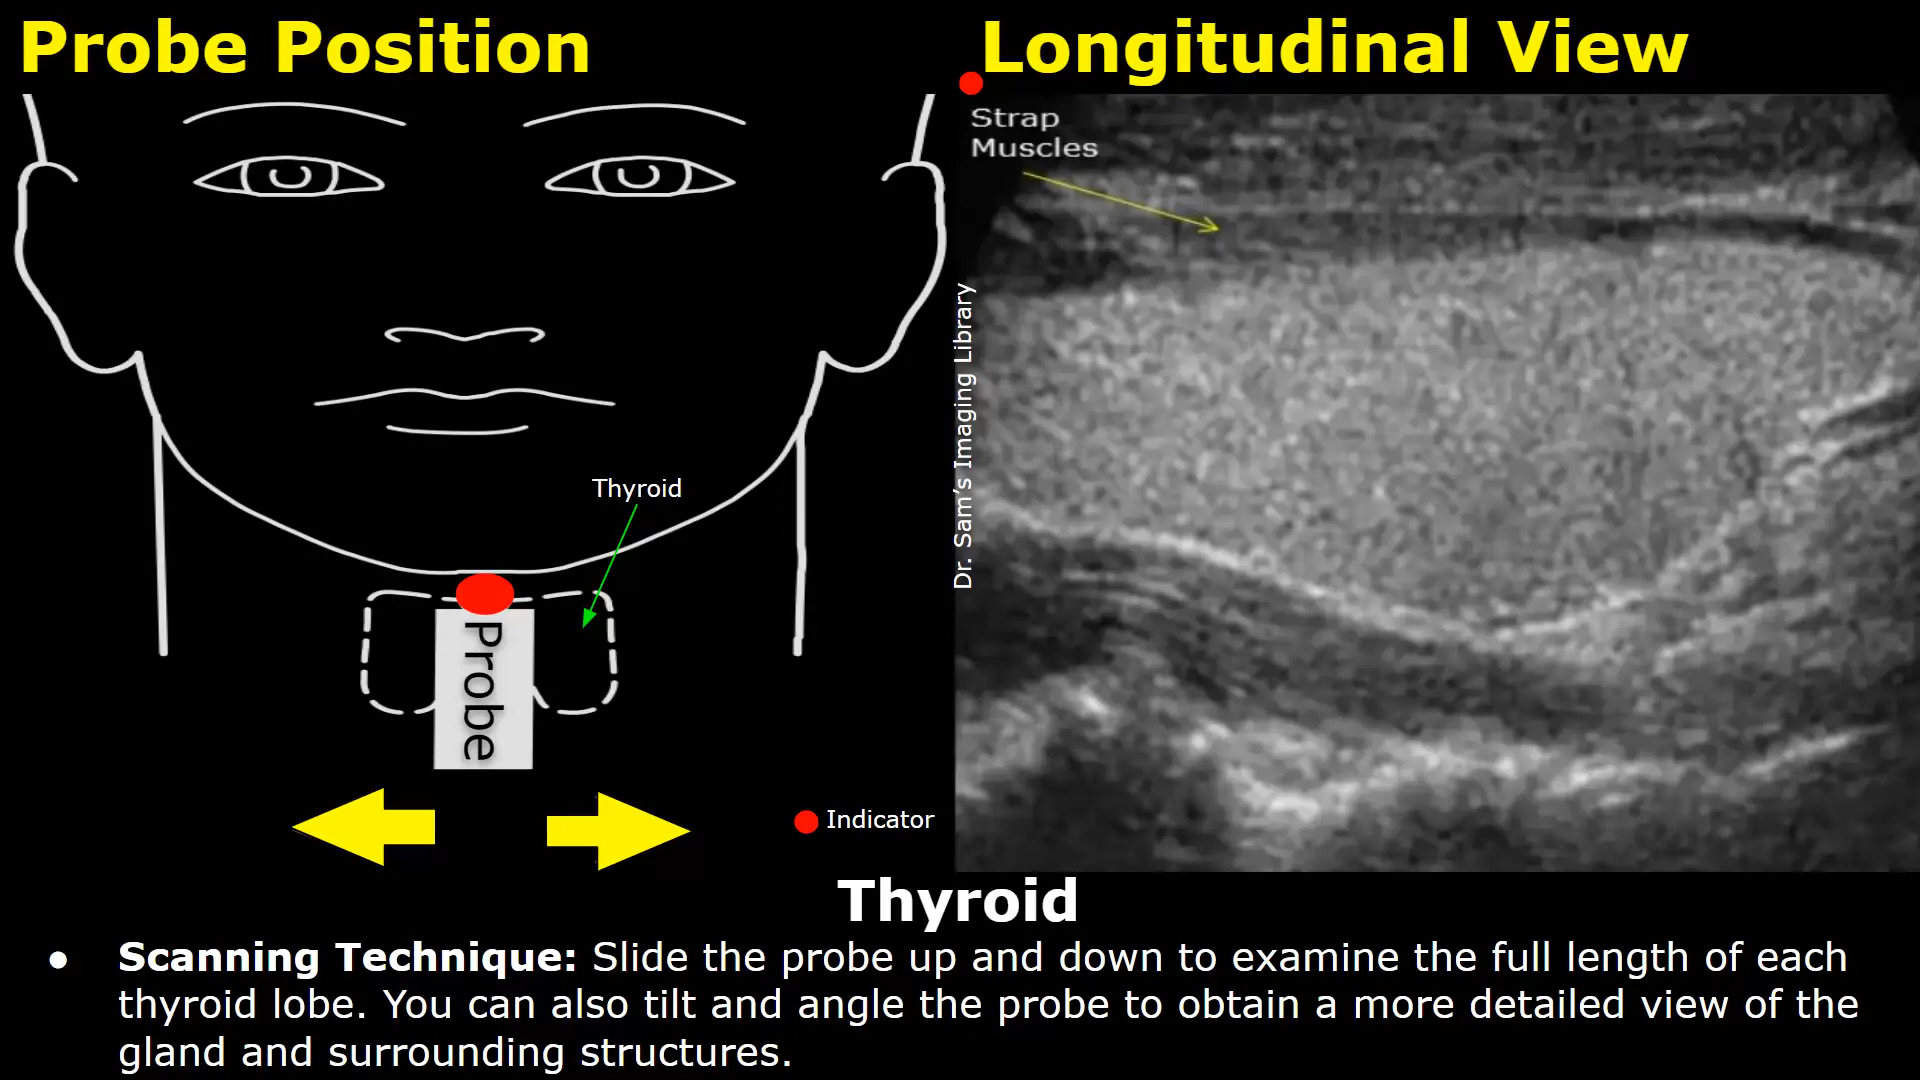 Probe Position
Longitudinal View
Strap
Muscles
Dr. Sam's Imaging Library
Thyroid
Probe
Indicator
Thyroid
● Scanning Technique: Slide the probe up and down to examine the full length of each
thyroid lobe. You can also tilt and angle the probe to obtain a more detailed view of the
gland and surrounding structures.